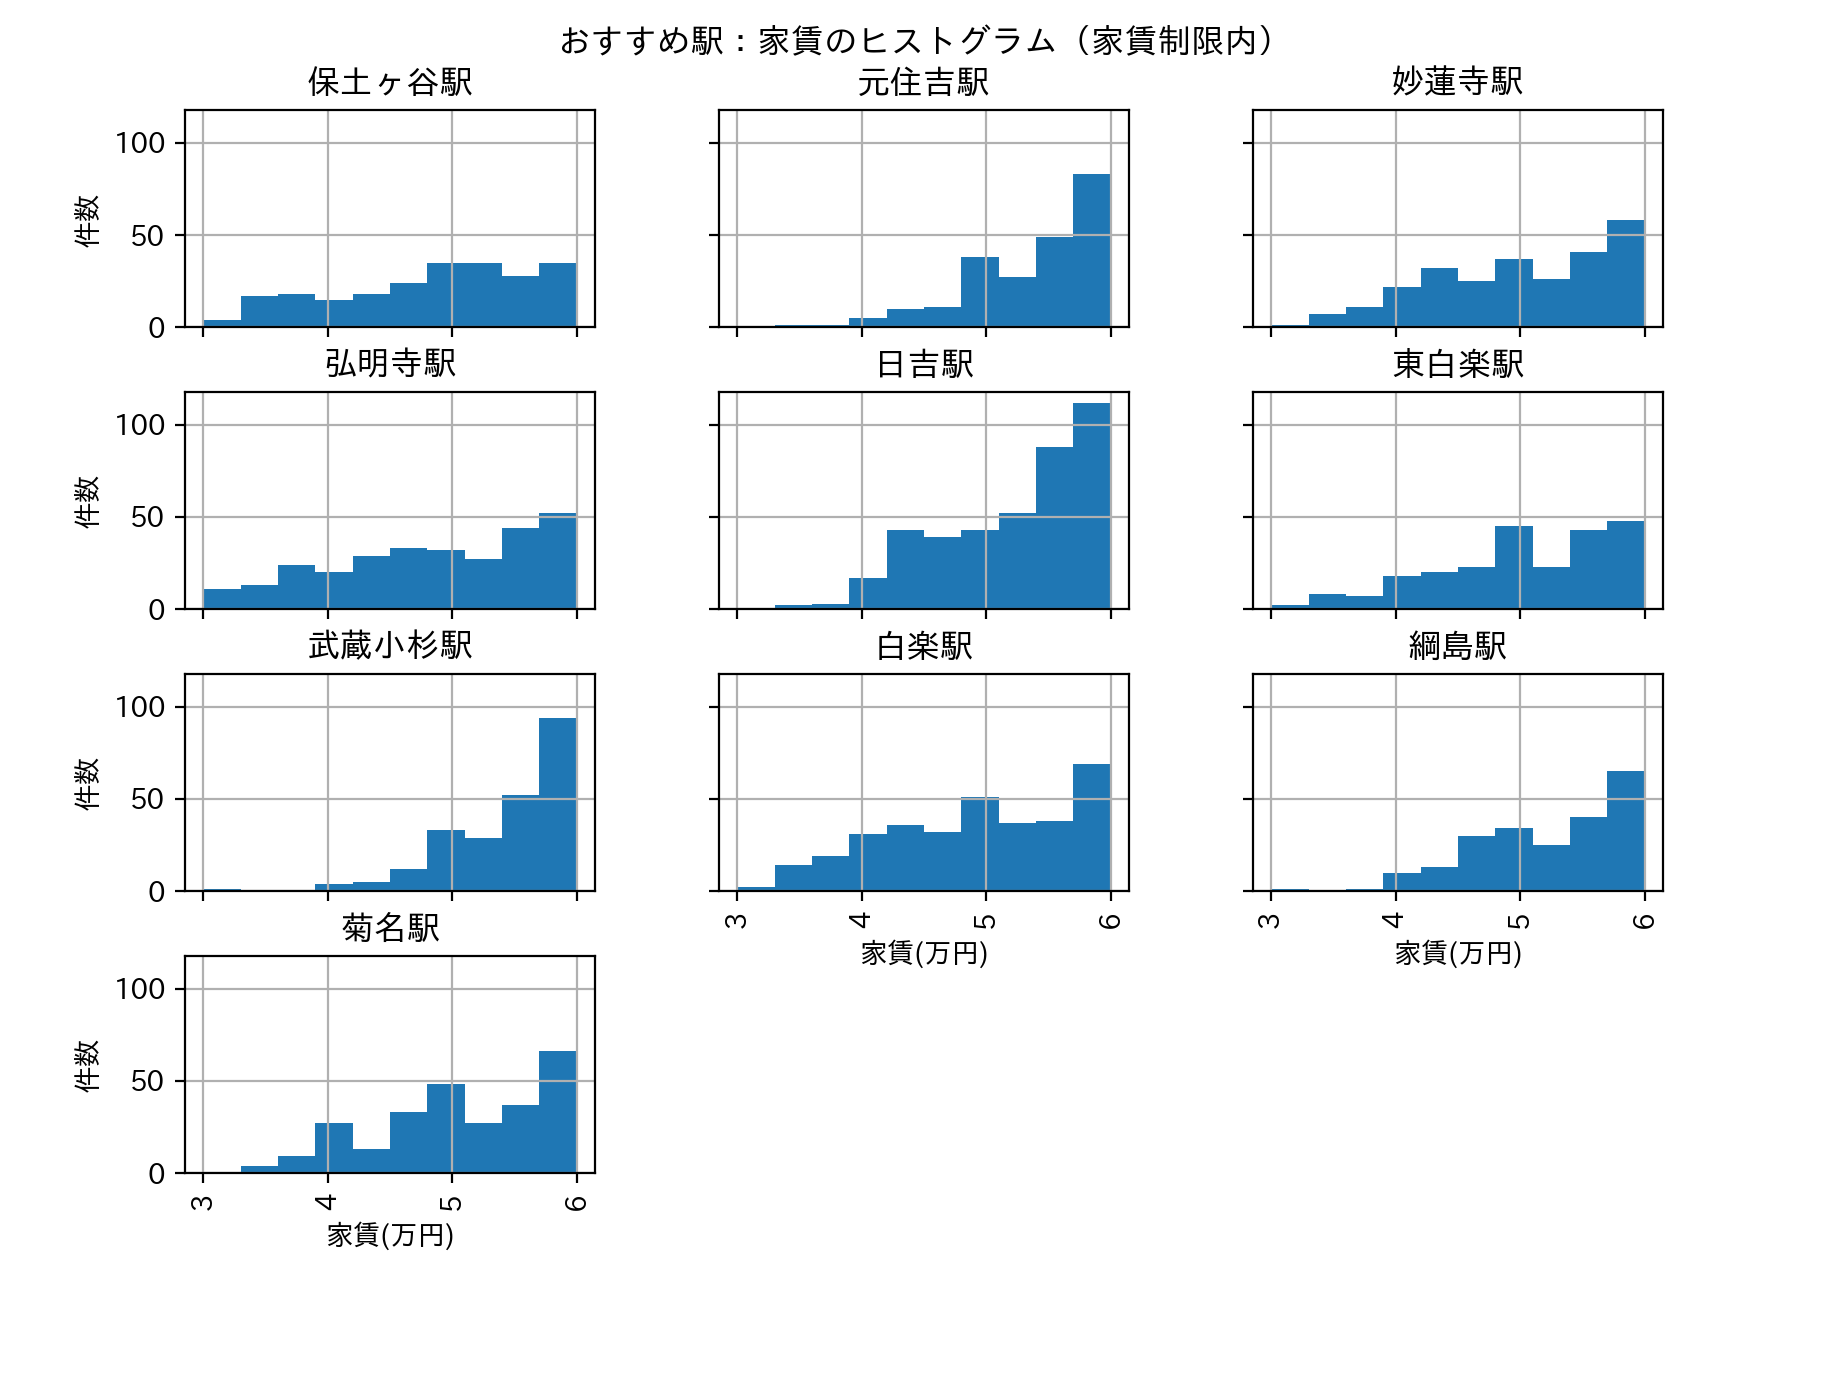 おすすめ駅：家賃のヒストグラム（家賃制限内）
保土ヶ谷駅
元住吉駅
妙蓮寺駅
100
50
0
件数
弘明寺駅
日吉駅
東白楽駅
100
50
0
件数
武蔵小杉駅
白楽駅
綱島駅
100
50
0
件数
3 4 5 6
家賃(万円)
3 4 5 6
家賃(万円)
菊名駅
100
50
0
件数
3 4 5 6
家賃(万円)